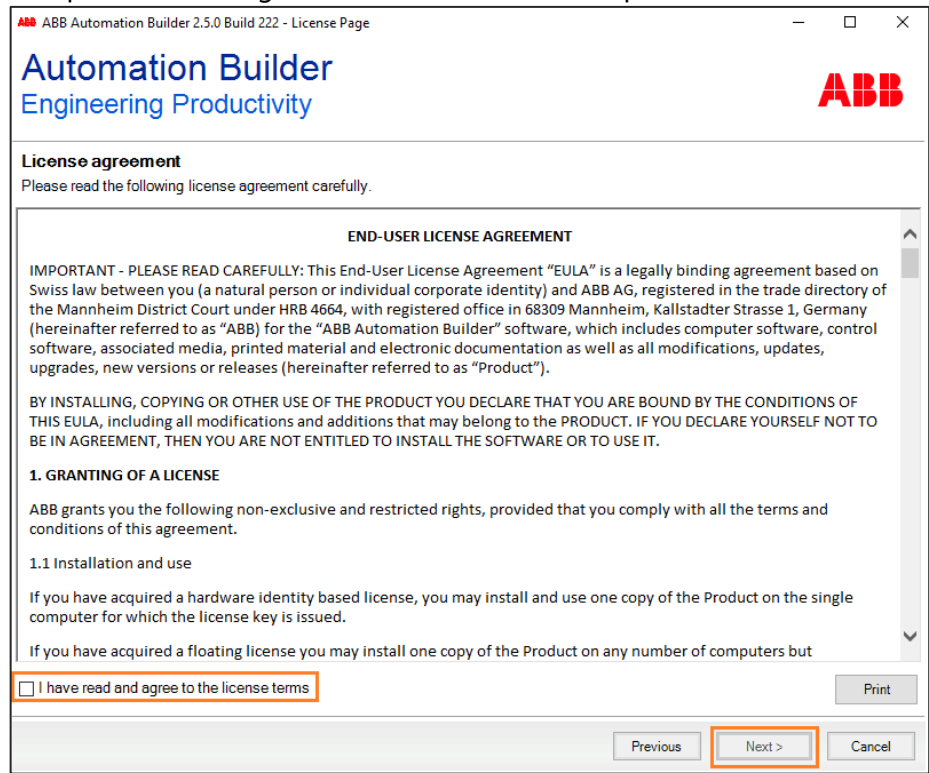 ABB ABB Automation Builder 2.5.0 Build 222 - License Page
Automation Builder
Engineering Productivity
ABB
License agreement
Please read the following license agreement carefully.
END-USER LICENSE AGREEMENT
IMPORTANT - PLEASE READ CAREFULLY: This End-User License Agreement “EULA” is a legally binding agreement based on
Swiss law between you (a natural person or individual corporate identity) and ABB AG, registered in the trade directory of
the Mannheim District Court under HRB 4664, with registered office in 68309 Mannheim, Kallstadter Strasse 1, Germany
(hereinafter referred to as “ABB) for the “ABB Automation Builder” software, which includes computer software, control
software, associated media, printed material and electronic documentation as well as all modifications, updates,
upgrades, new versions or releases (hereinafter referred to as “Product”).
BY INSTALLING, COPYING OR OTHER USE OF THE PRODUCT YOU DECLARE THAT YOU ARE BOUND BY THE CONDITIONS OF
THIS EULA, including all modifications and additions that may belong to the PRODUCT. IF YOU DECLARE YOURSELF NOT TO
BE IN AGREEMENT, THEN YOU ARE NOT ENTITLED TO INSTALL THE SOFTWARE OR TO USE IT.
1. GRANTING OF A LICENSE
ABB grants you the following non-exclusive and restricted rights, provided that you comply with all the terms and
conditions of this agreement.
1.1 Installation and use
If you have acquired a hardware identity based license, you may install and use one copy of the Product on the single
computer for which the license key is issued.
If you have acquired a floating license you may install one copy of the Product on any number of computers but
I have read and agree to the license terms
Print
Previous
Next >
Cancel